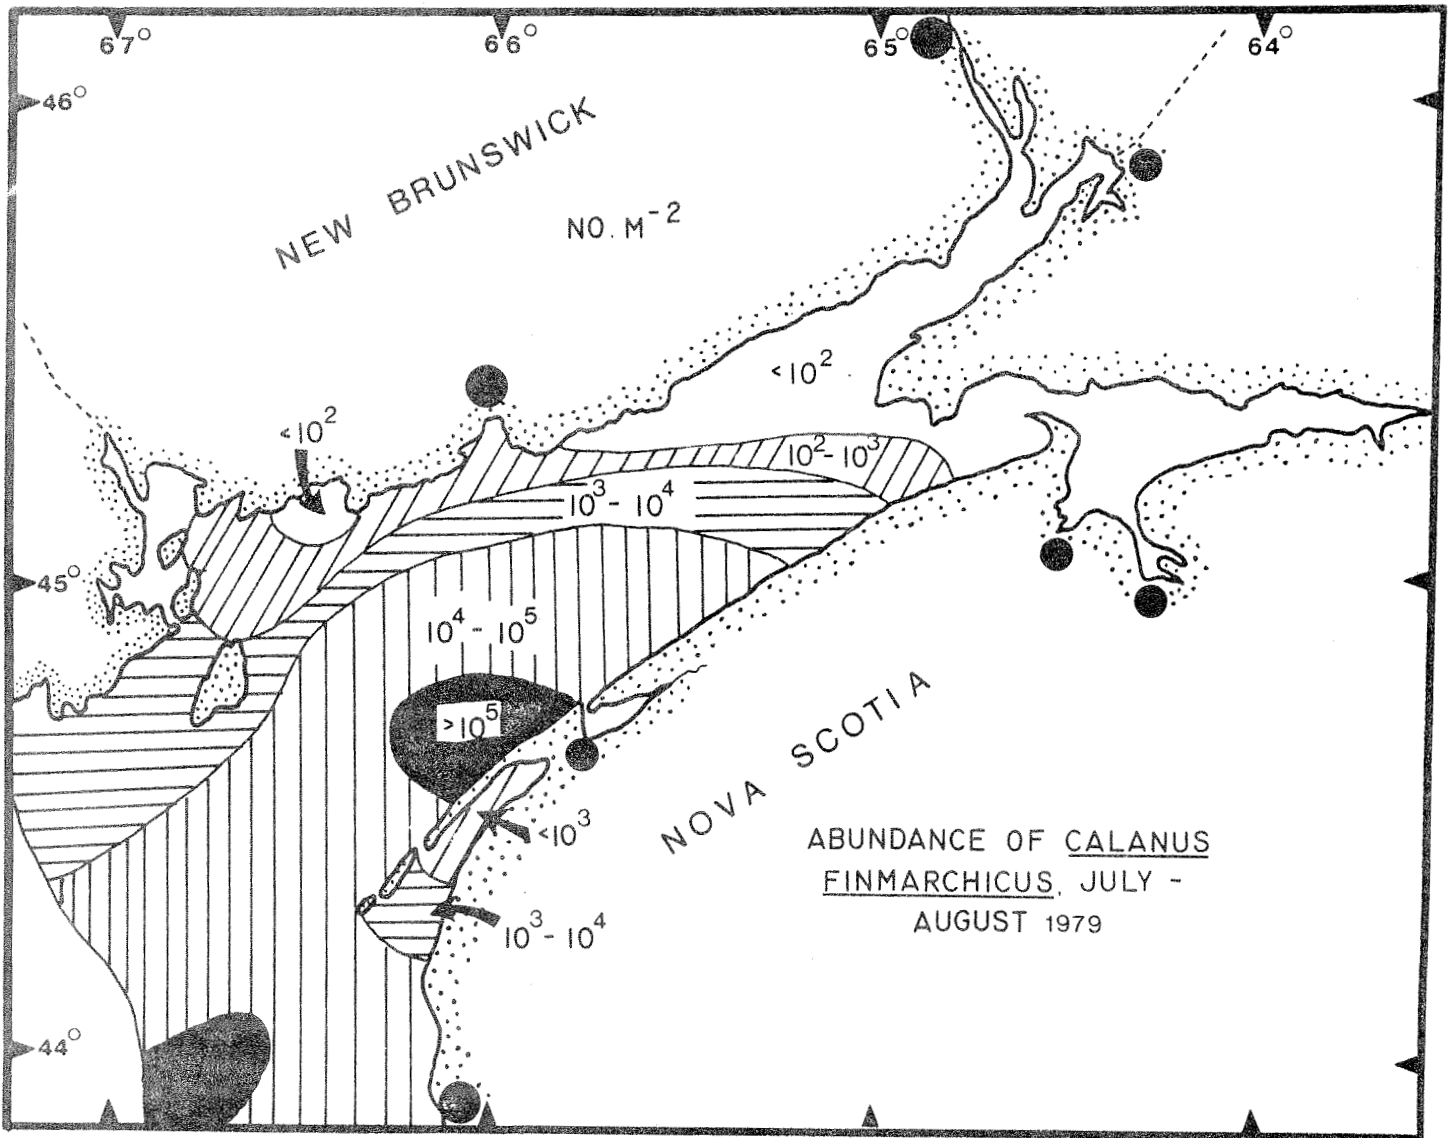 67° 66° 65° 64°
46°
NEW BRUNSWICK
NO. M⁻²
<10²
<10²
10²-10³
10³-10⁴
45°
10⁴-10⁵
>10⁵
NOVA SCOTIA
<10³
ABUNDANCE OF CALANUS
FINMARCHICUS, JULY -
AUGUST 1979
10³-10⁴
44°